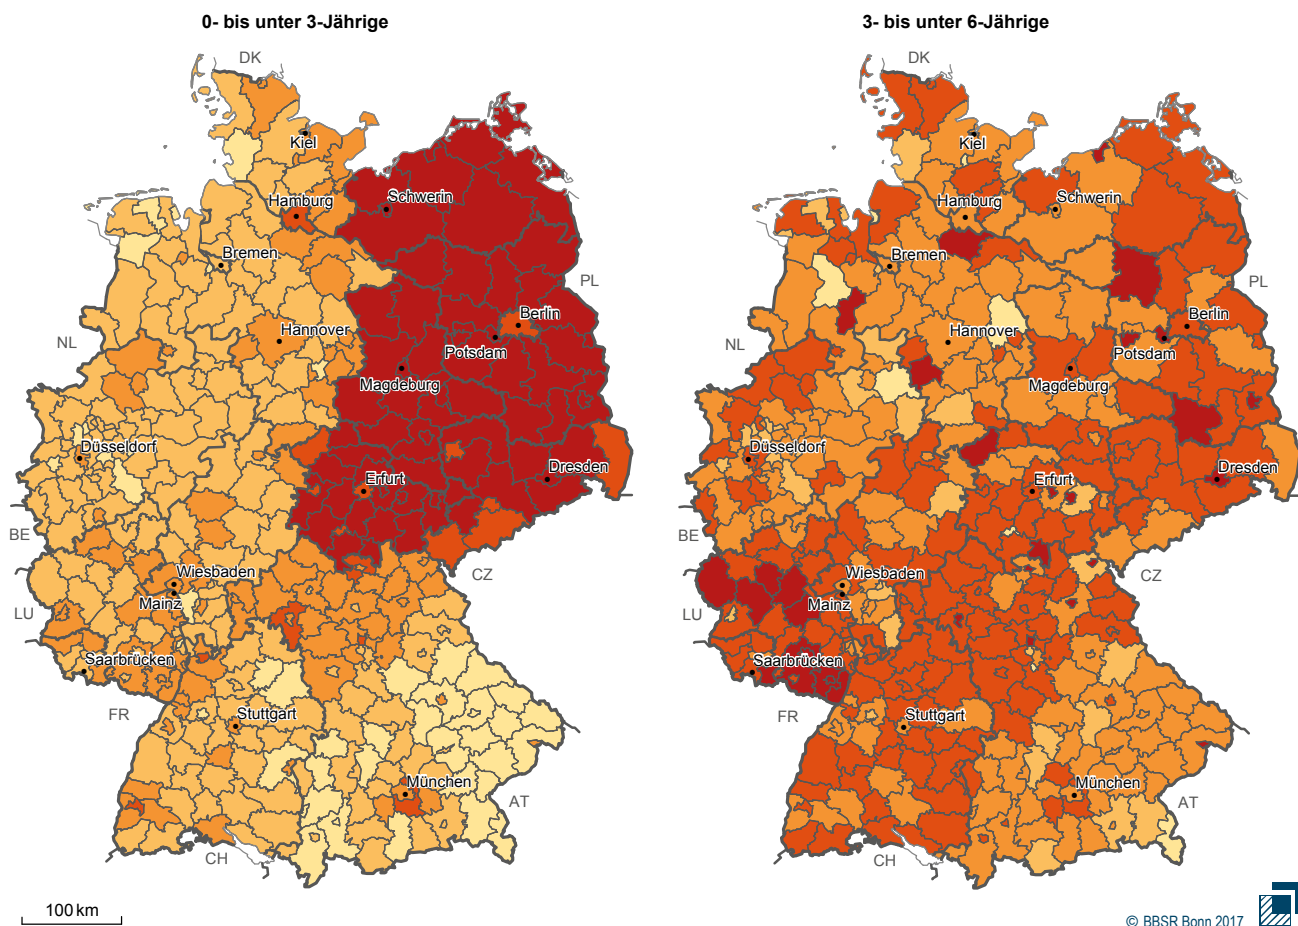 0- bis unter 3-Jährige
DK
Kiel
Hamburg
Schwerin
Bremen
PL
Berlin
Hannover
NL
Potsdam
Magdeburg
Düsseldorf
Dresden
Erfurt
BE
Wiesbaden
CZ
Mainz
LU
Saarbrücken
FR
Stuttgart
München
AT
CH
100 km
3- bis unter 6-Jährige
DK
Kiel
Hamburg
Schwerin
Bremen
PL
Berlin
Hannover
NL
Potsdam
Magdeburg
Düsseldorf
Dresden
Erfurt
BE
Wiesbaden
CZ
Mainz
LU
Saarbrücken
FR
Stuttgart
München
AT
CH
© BBSR Bonn 2017